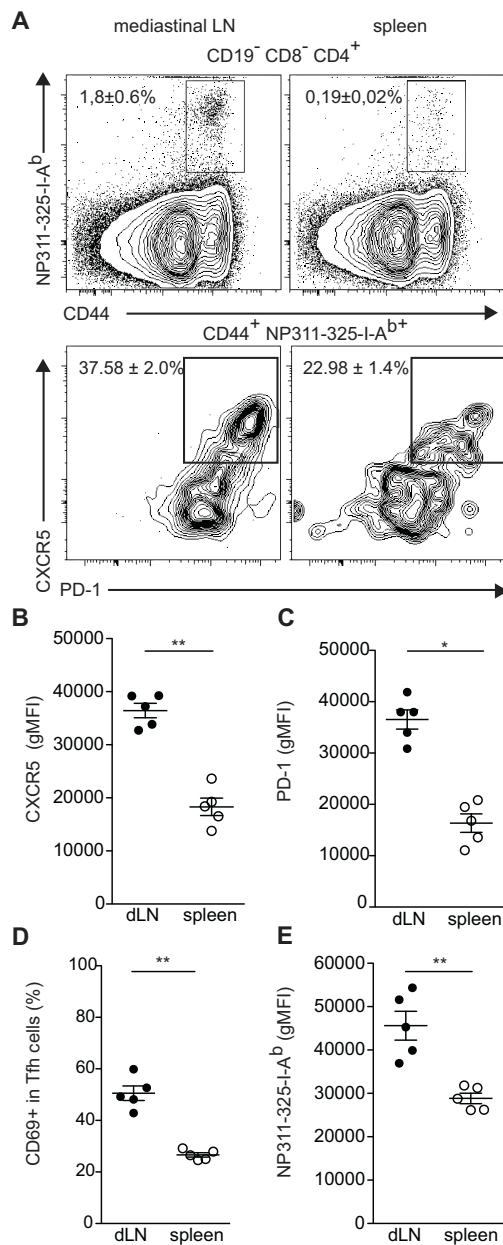 A
mediastinal LN spleen
CD19- CD8- CD4+
1,8±0.6% 0,19±0,02%
NP311-325-I-Ab
CD44
CD44+ NP311-325-I-Ab+
37.58 ± 2.0% 22.98 ± 1.4%
CXCR5
PD-1
B
CXCR5 (gMFI)
50000
40000
30000
20000
10000
0
**
dLN spleen
C
PD-1 (gMFI)
50000
40000
30000
20000
10000
0
*
dLN spleen
D
CD69+ in Tfh cells (%)
100
80
60
40
20
0
**
dLN spleen
E
NP311-325-I-Ab (gMFI)
60000
50000
40000
30000
20000
10000
0
**
dLN spleen